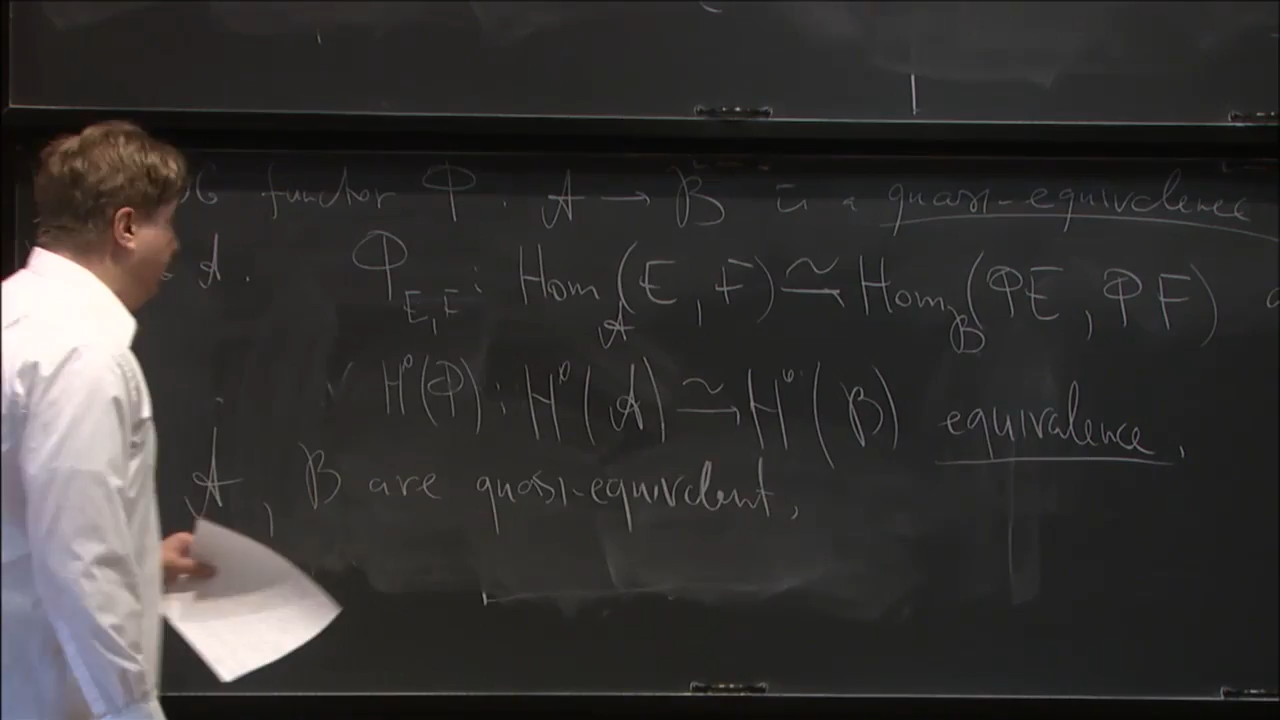 functor Φ. A → B is a quasi-equivalence
A. Φ_{E,F} : Hom_A(E, F) ≃ Hom_B(ΦE, ΦF)
H⁰(Φ) : H⁰(A) ⥲ H⁰(B) equivalence.
A, B are quasi-equivalent,